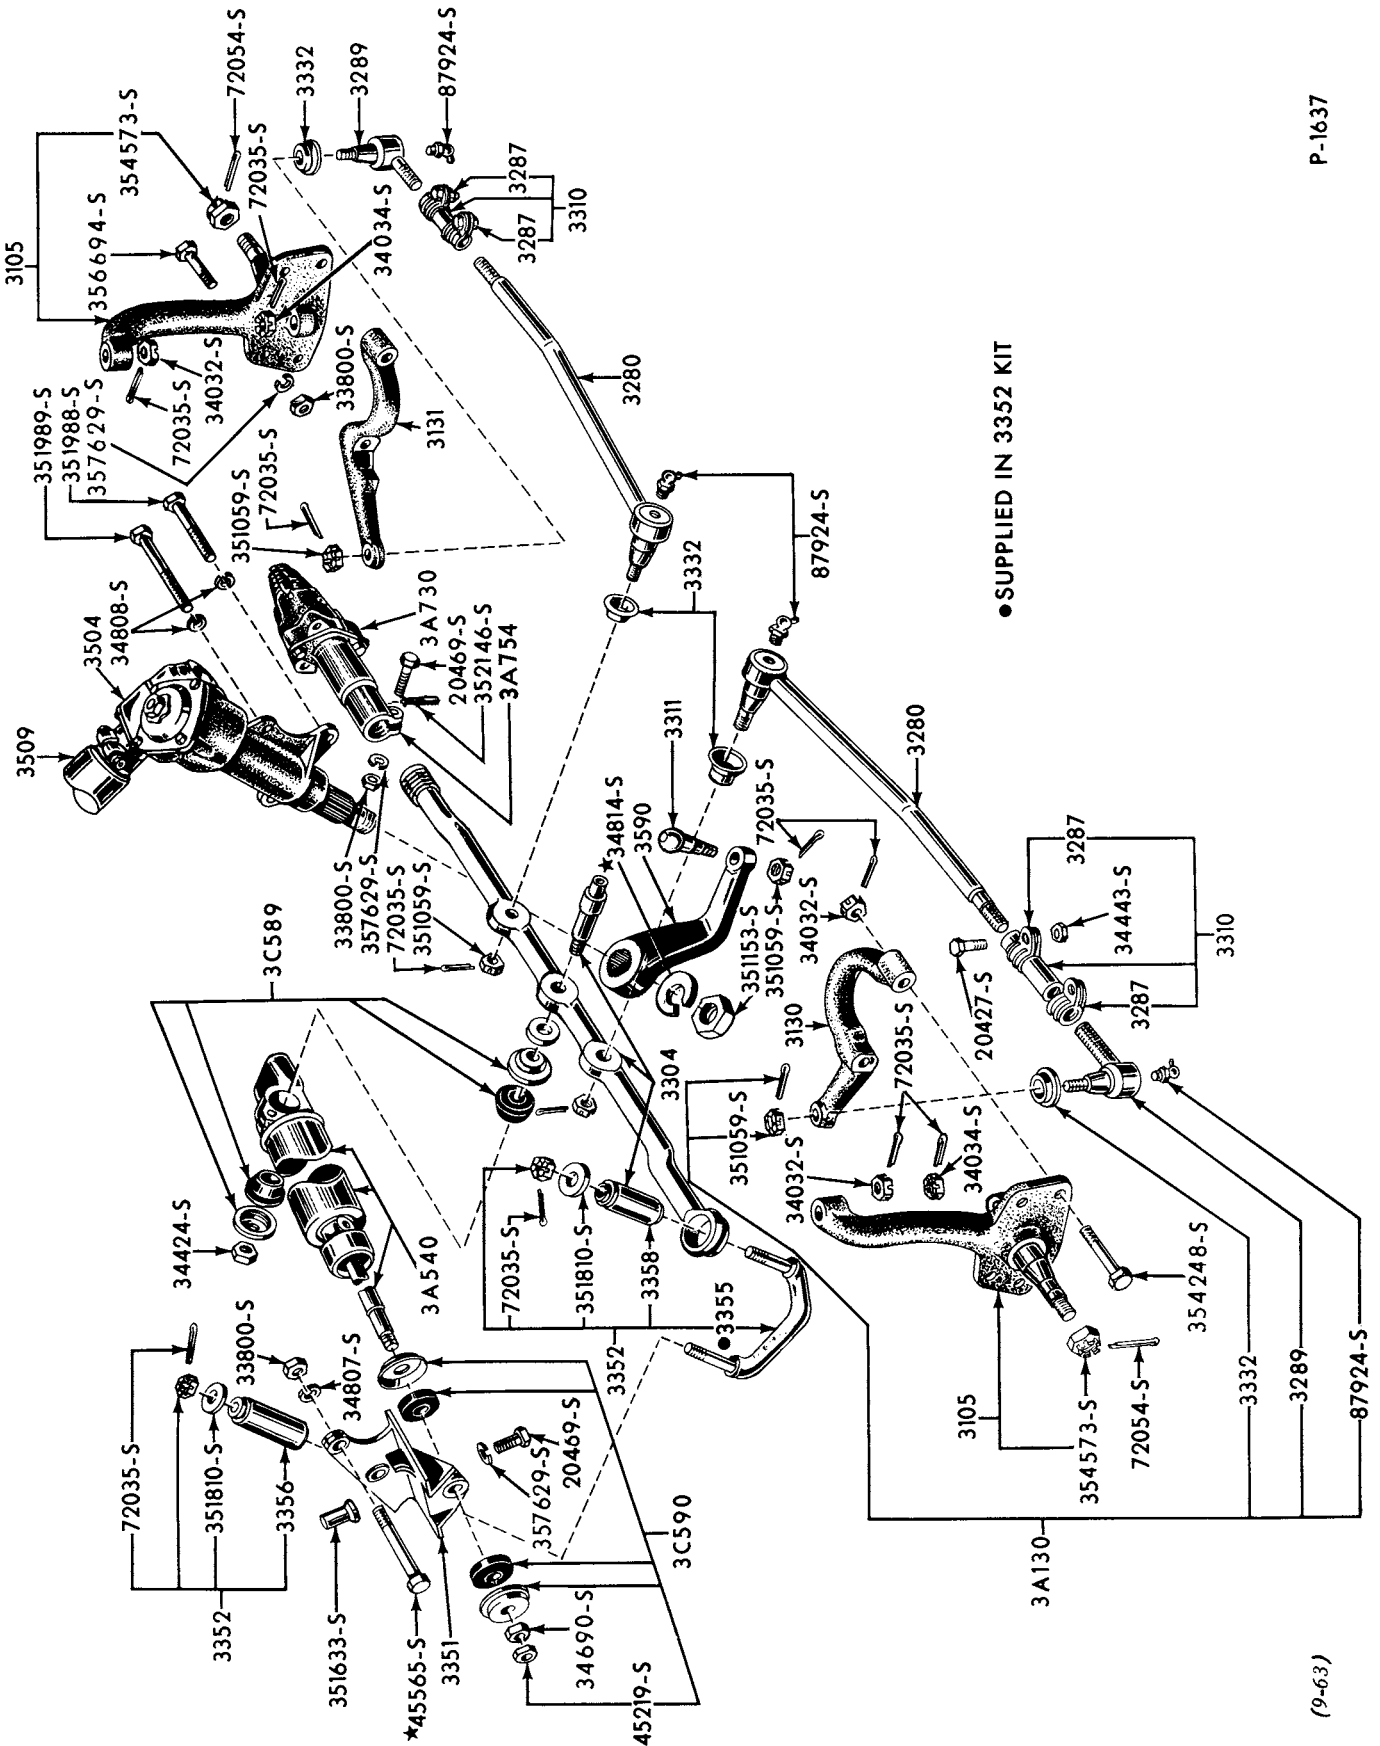 3105
354573-S
356694-S
72054-S
72035-S
34034-S
3332
3289
87924-S
3287
3287
3310
351989-S
351988-S
357629-S
72035-S
34032-S
33800-S
3131
351059-S
72035-S
3280
3509
3504
34808-S
3A730
20469-S
352146-S
3A754
3332
87924-S
33800-S
357629-S
72035-S
351059-S
3C589
★34814-S
3590
3311
72035-S
351153-S
351059-S
34032-S
3130
72035-S
3280
3287
34443-S
3310
20427-S
3287
34424-S
3A540
3304
351059-S
34032-S
34034-S
72035-S
351810-S
3358
●3355
3352
72035-S
351810-S
3356
3352
33800-S
34807-S
351633-S
★45565-S
3351
357629-S
20469-S
3C590
34690-S
45219-S
3105
354573-S
72054-S
354248-S
3332
3289
87924-S
3A130
●SUPPLIED IN 3352 KIT
P-1637
(9-63)